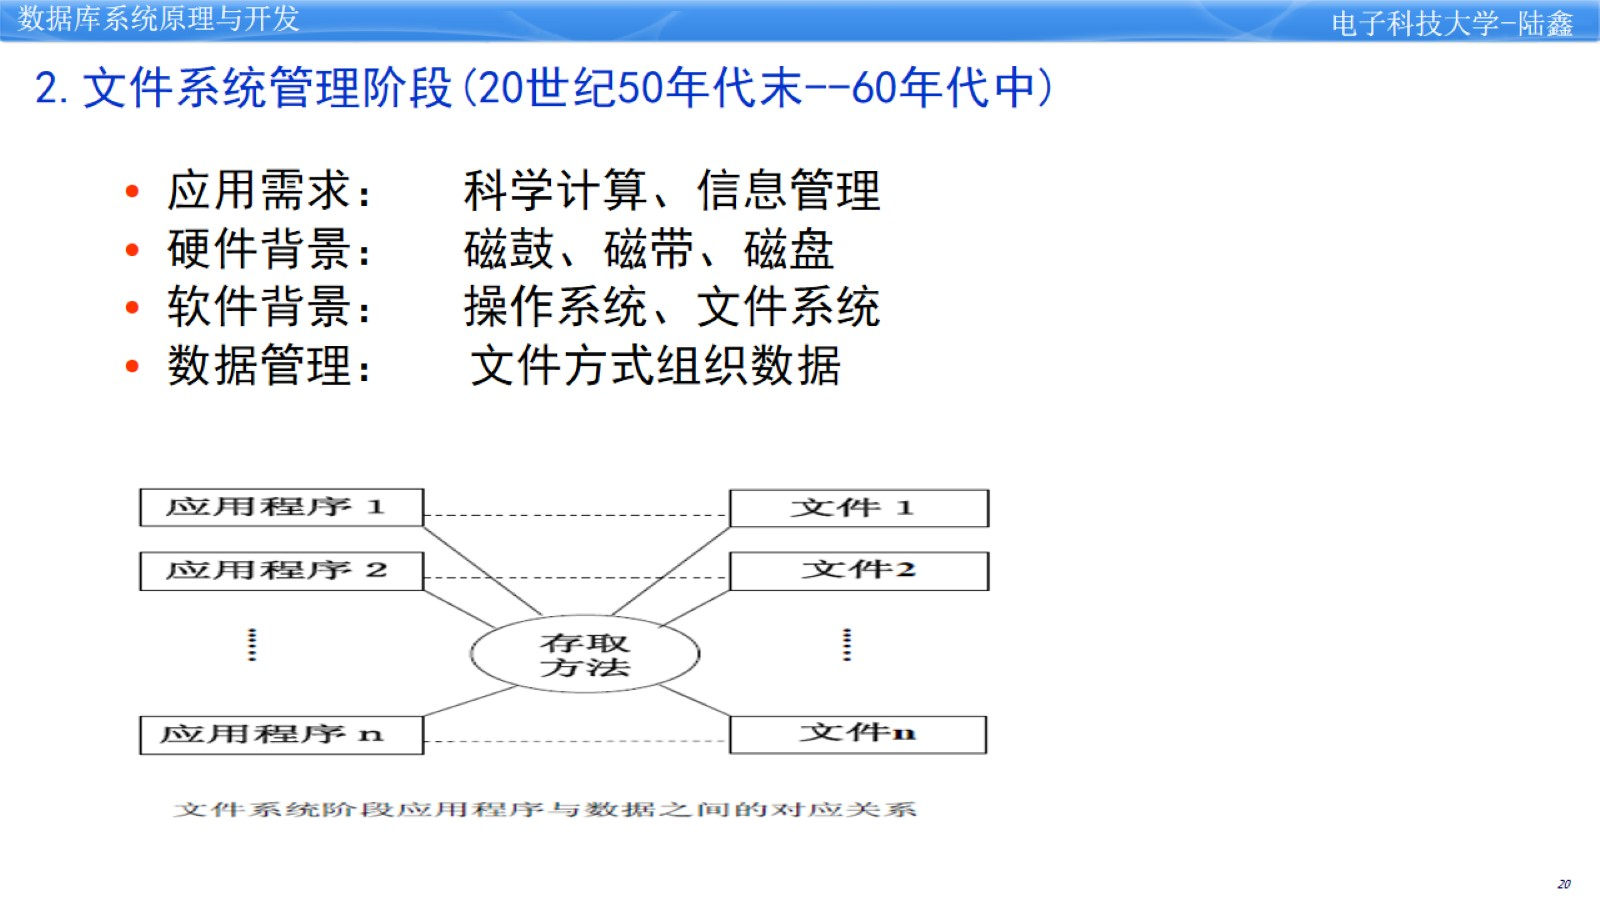 数据库系统原理与开发
电子科技大学-陆鑫
2.文件系统管理阶段(20世纪50年代末--60年代中)
• 应用需求： 科学计算、信息管理
• 硬件背景： 磁鼓、磁带、磁盘
• 软件背景： 操作系统、文件系统
• 数据管理： 文件方式组织数据
应用程序 1
文件 1
应用程序 2
文件2
存取
方法
应用程序 n
文件n
文件系统阶段应用程序与数据之间的对应关系
20